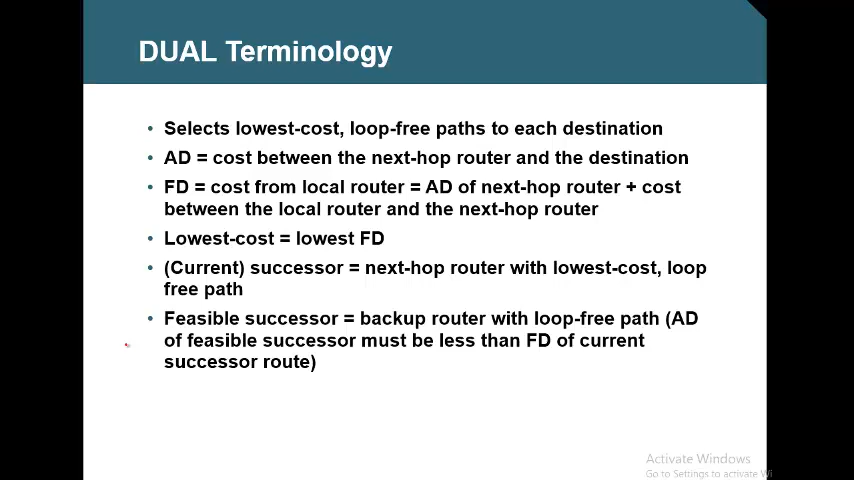 DUAL Terminology
• Selects lowest-cost, loop-free paths to each destination
• AD = cost between the next-hop router and the destination
• FD = cost from local router = AD of next-hop router + cost
between the local router and the next-hop router
• Lowest-cost = lowest FD
• (Current) successor = next-hop router with lowest-cost, loop
free path
• Feasible successor = backup router with loop-free path (AD
of feasible successor must be less than FD of current
successor route)
Activate Windows
Go to Settings to activate Wi